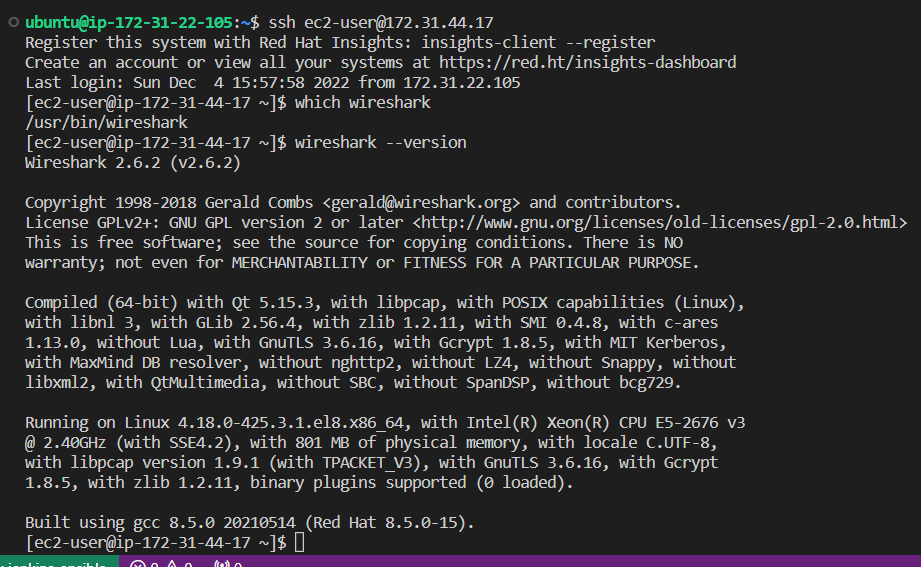 ubuntu@ip-172-31-22-105:~$ ssh ec2-user@172.31.44.17
Register this system with Red Hat Insights: insights-client --register
Create an account or view all your systems at https://red.ht/insights-dashboard
Last login: Sun Dec  4 15:57:58 2022 from 172.31.22.105
[ec2-user@ip-172-31-44-17 ~]$ which wireshark
/usr/bin/wireshark
[ec2-user@ip-172-31-44-17 ~]$ wireshark --version
Wireshark 2.6.2 (v2.6.2)

Copyright 1998-2018 Gerald Combs <gerald@wireshark.org> and contributors.
License GPLv2+: GNU GPL version 2 or later <http://www.gnu.org/licenses/old-licenses/gpl-2.0.html>
This is free software; see the source for copying conditions. There is NO
warranty; not even for MERCHANTABILITY or FITNESS FOR A PARTICULAR PURPOSE.

Compiled (64-bit) with Qt 5.15.3, with libpcap, with POSIX capabilities (Linux),
with libnl 3, with GLib 2.56.4, with zlib 1.2.11, with SMI 0.4.8, with c-ares
1.13.0, without Lua, with GnuTLS 3.6.16, with Gcrypt 1.8.5, with MIT Kerberos,
with MaxMind DB resolver, without nghttp2, without LZ4, without Snappy, without
libxml2, with QtMultimedia, without SBC, without SpanDSP, without bcg729.

Running on Linux 4.18.0-425.3.1.el8.x86_64, with Intel(R) Xeon(R) CPU E5-2676 v3
@ 2.40GHz (with SSE4.2), with 801 MB of physical memory, with locale C.UTF-8,
with libpcap version 1.9.1 (with TPACKET_V3), with GnuTLS 3.6.16, with Gcrypt
1.8.5, with zlib 1.2.11, binary plugins supported (0 loaded).

Built using gcc 8.5.0 20210514 (Red Hat 8.5.0-15).
[ec2-user@ip-172-31-44-17 ~]$